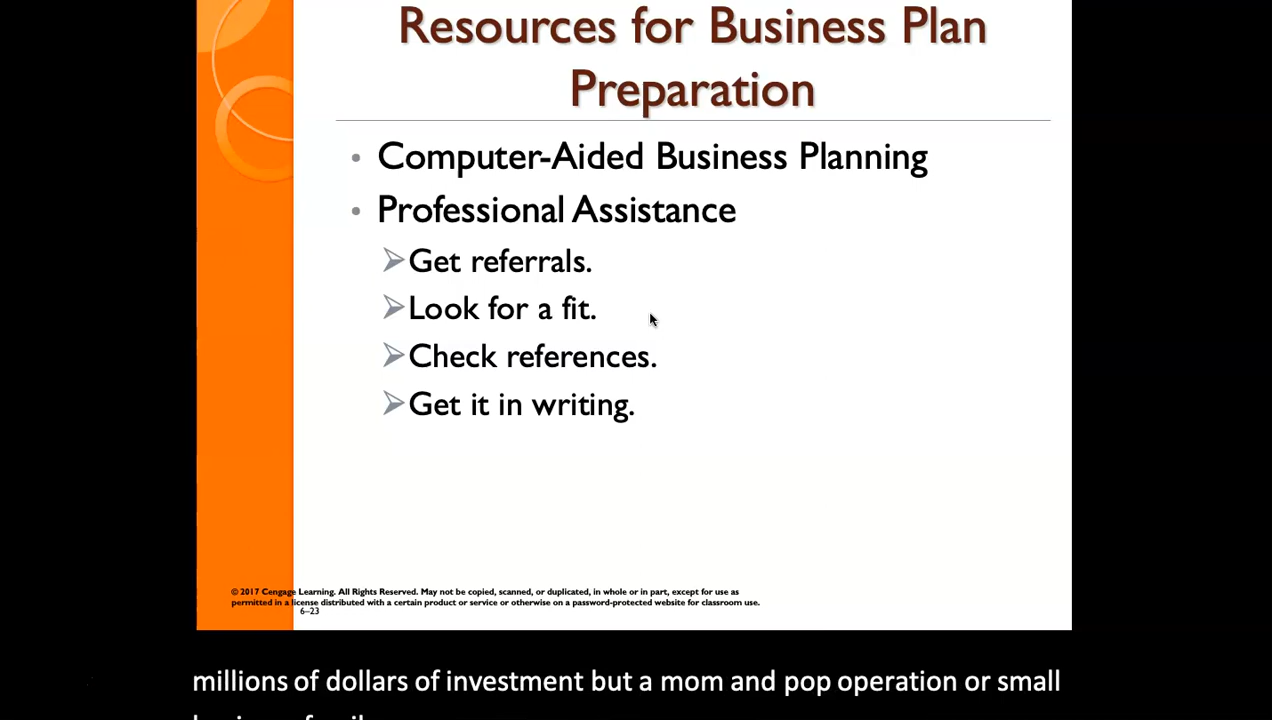 Resources for Business Plan
Preparation
• Computer-Aided Business Planning
• Professional Assistance
➢Get referrals.
➢Look for a fit.
➢Check references.
➢Get it in writing.
© 2017 Cengage Learning. All Rights Reserved. May not be copied, scanned, or duplicated, in whole or in part, except for use as
permitted in a license distributed with a certain product or service or otherwise on a password-protected website for classroom use.
6–23
millions of dollars of investment but a mom and pop operation or small